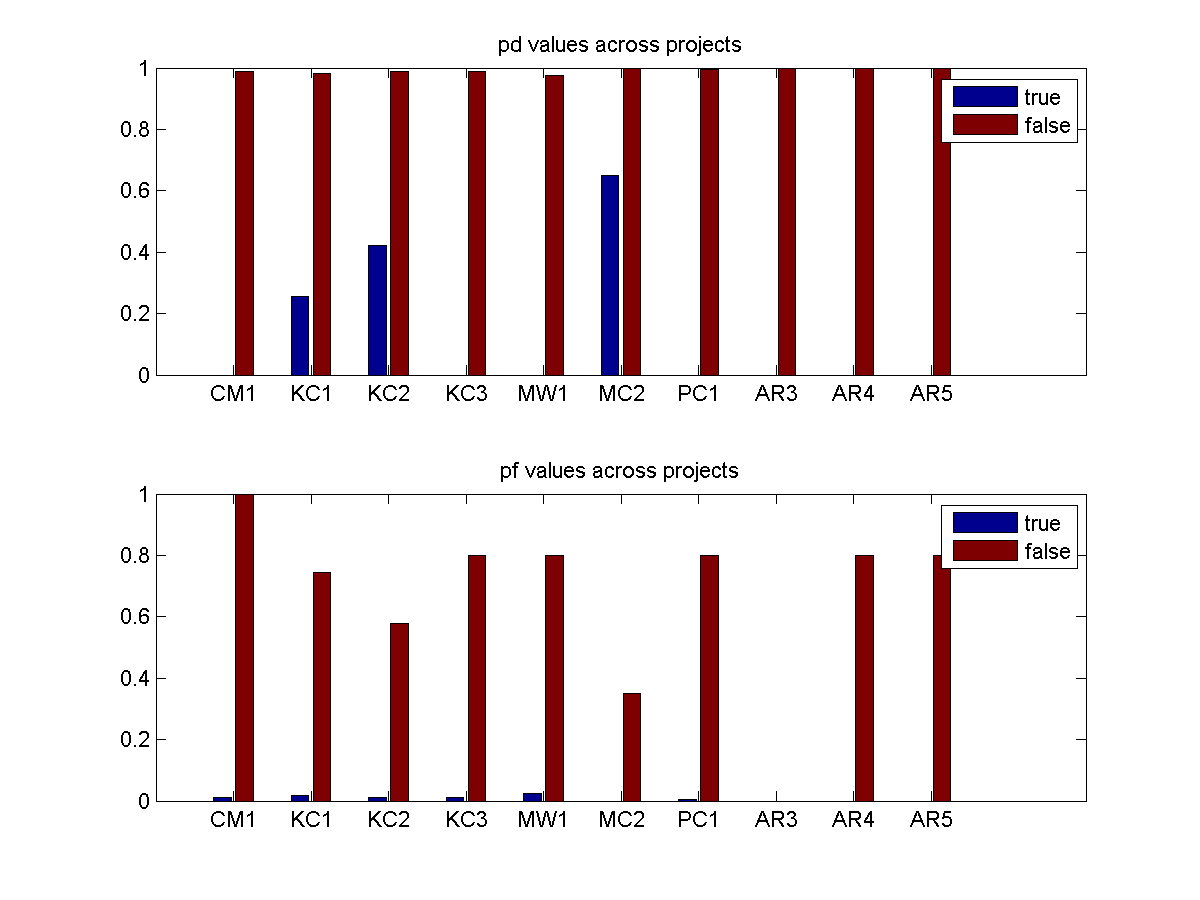 pd values across projects
1
0.8
0.6
0.4
0.2
0
true
false
CM1 KC1 KC2 KC3 MW1 MC2 PC1 AR3 AR4 AR5
pf values across projects
1
0.8
0.6
0.4
0.2
0
true
false
CM1 KC1 KC2 KC3 MW1 MC2 PC1 AR3 AR4 AR5